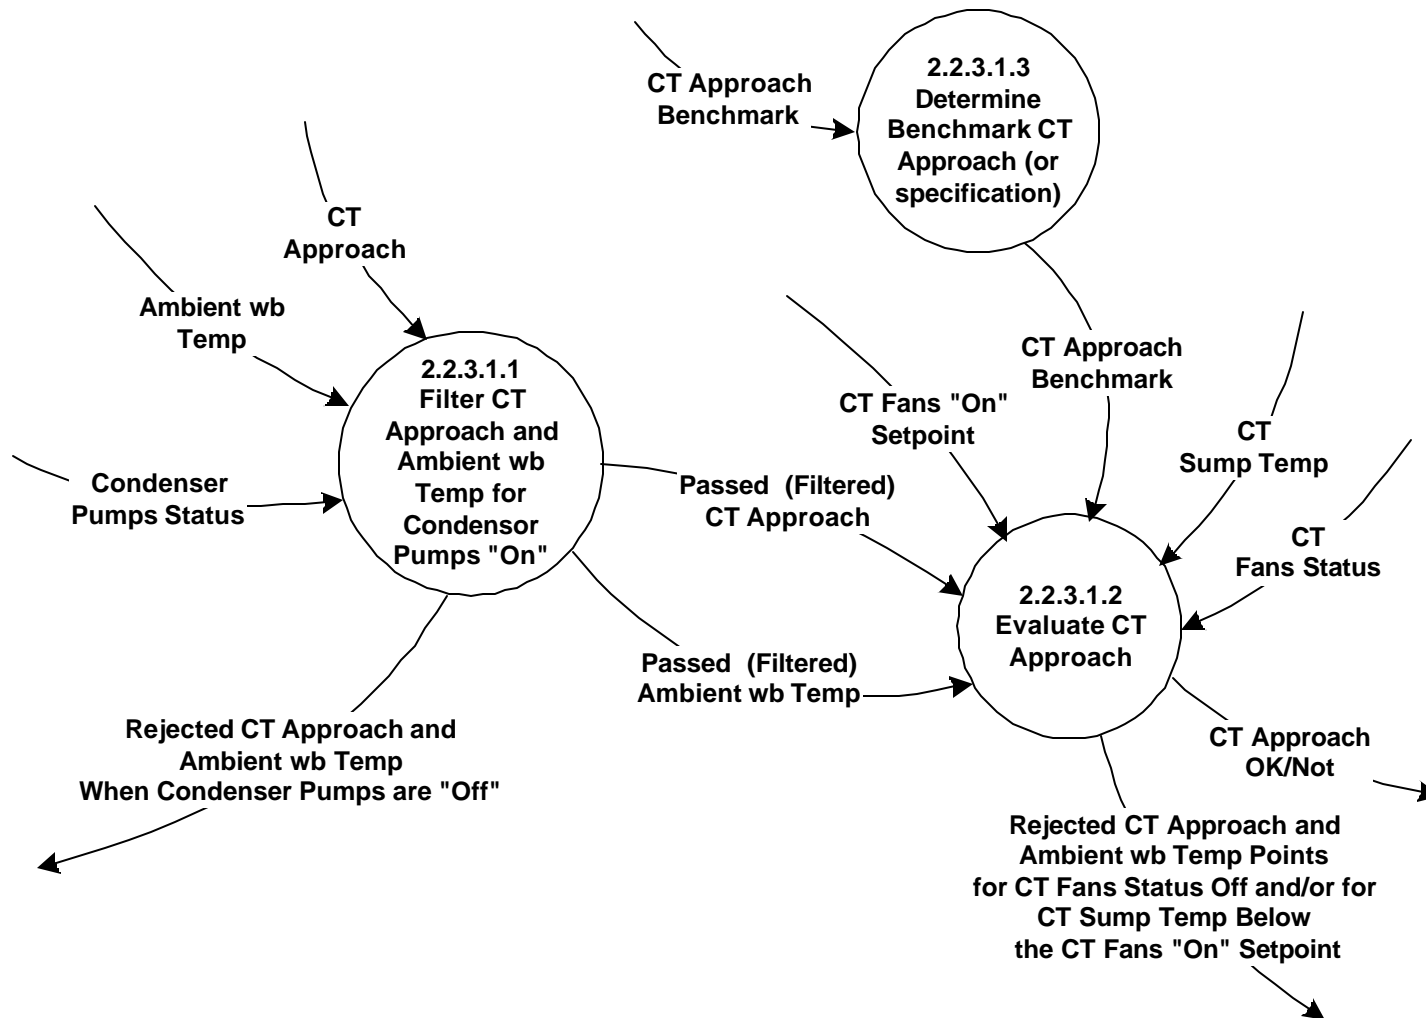 CT Approach
Benchmark
2.2.3.1.3
Determine
Benchmark CT
Approach (or
specification)
CT
Approach
Ambient wb
Temp
Condenser
Pumps Status
2.2.3.1.1
Filter CT
Approach and
Ambient wb
Temp for
Condensor
Pumps "On"
CT Approach
Benchmark
CT Fans "On"
Setpoint
CT
Sump Temp
CT
Fans Status
Passed (Filtered)
CT Approach
Passed (Filtered)
Ambient wb Temp
2.2.3.1.2
Evaluate CT
Approach
Rejected CT Approach and
Ambient wb Temp
When Condenser Pumps are "Off"
CT Approach
OK/Not
Rejected CT Approach and
Ambient wb Temp Points
for CT Fans Status Off and/or for
CT Sump Temp Below
the CT Fans "On" Setpoint